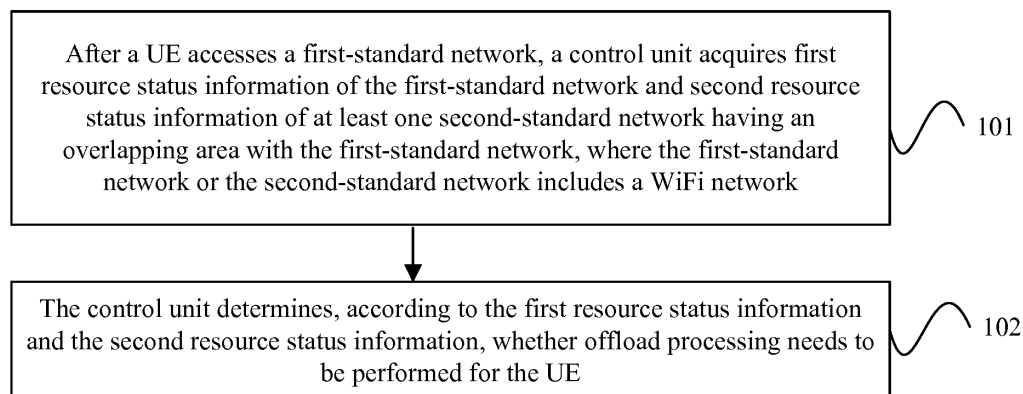 After a UE accesses a first-standard network, a control unit acquires first
resource status information of the first-standard network and second resource
status information of at least one second-standard network having an
overlapping area with the first-standard network, where the first-standard
network or the second-standard network includes a WiFi network
101
The control unit determines, according to the first resource status information
and the second resource status information, whether offload processing needs to
be performed for the UE
102